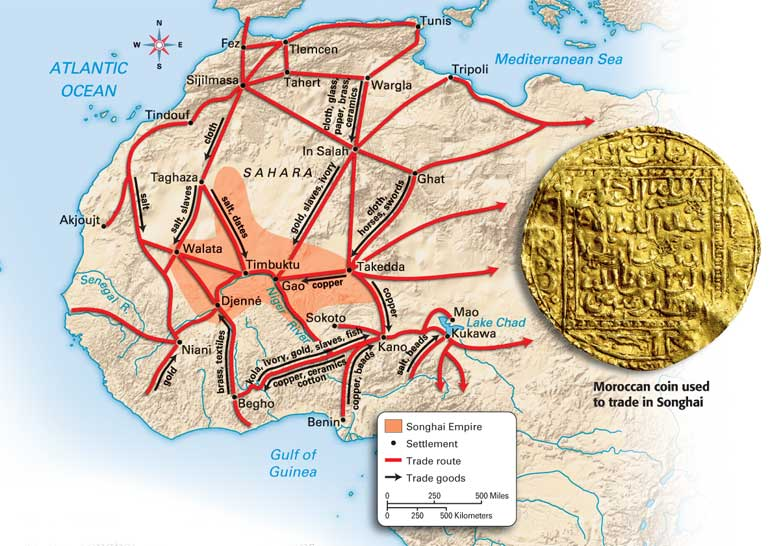 N
W E
S
ATLANTIC
OCEAN
Mediterranean Sea
Tunis
Fez
Tlemcen
Tripoli
Sijilmasa
Tahert
Wargla
Tindouf
cloth
cloth, glass,
paper, brass,
ceramics
In Salah
Taghaza
SAHARA
Ghat
salt
salt, slaves
salt, dates
gold, slaves, ivory
cloth,
horses, swords
Akjoujt
Walata
Timbuktu
Takedda
Gao
copper
Senegal R.
Djenné
Niger River
copper
Sokoto
Mao
Lake Chad
Kukawa
Niani
Kano
gold
brass, textiles
kola, ivory, gold, slaves, fish
copper, ceramics
cotton
copper, beads
salt, beads
Begho
Benin
Gulf of
Guinea
Songhai Empire
Settlement
Trade route
Trade goods
0 250 500 Miles
0 250 500 Kilometers
Moroccan coin used
to trade in Songhai